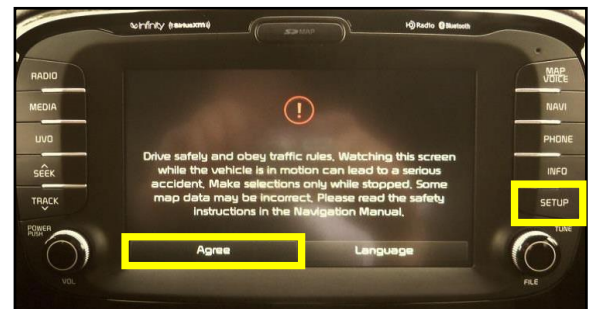 infinity ((SiriusXM))
SD MAP
HD Radio Bluetooth
RADIO
MEDIA
UVO
SEEK
TRACK
POWER
PUSH
VOL
Drive safely and obey traffic rules. Watching this screen
while the vehicle is in motion can lead to a serious
accident. Make selections only while stopped. Some
map data may be incorrect. Please read the safety
instructions in the Navigation Manual.
Agree
Language
MAP
VOICE
NAVI
PHONE
INFO
SETUP
TUNE
FILE